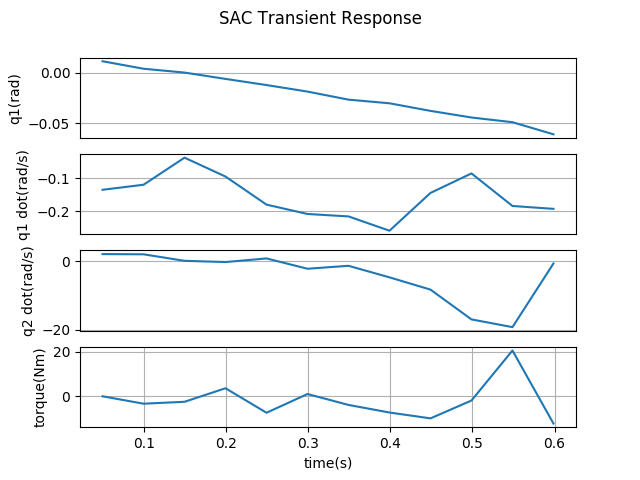 SAC Transient Response
q1(rad)
0.00
−0.05
q1 dot(rad/s)
−0.1
−0.2
q2 dot(rad/s)
0
−20
torque(Nm)
20
0
0.1 0.2 0.3 0.4 0.5 0.6
time(s)